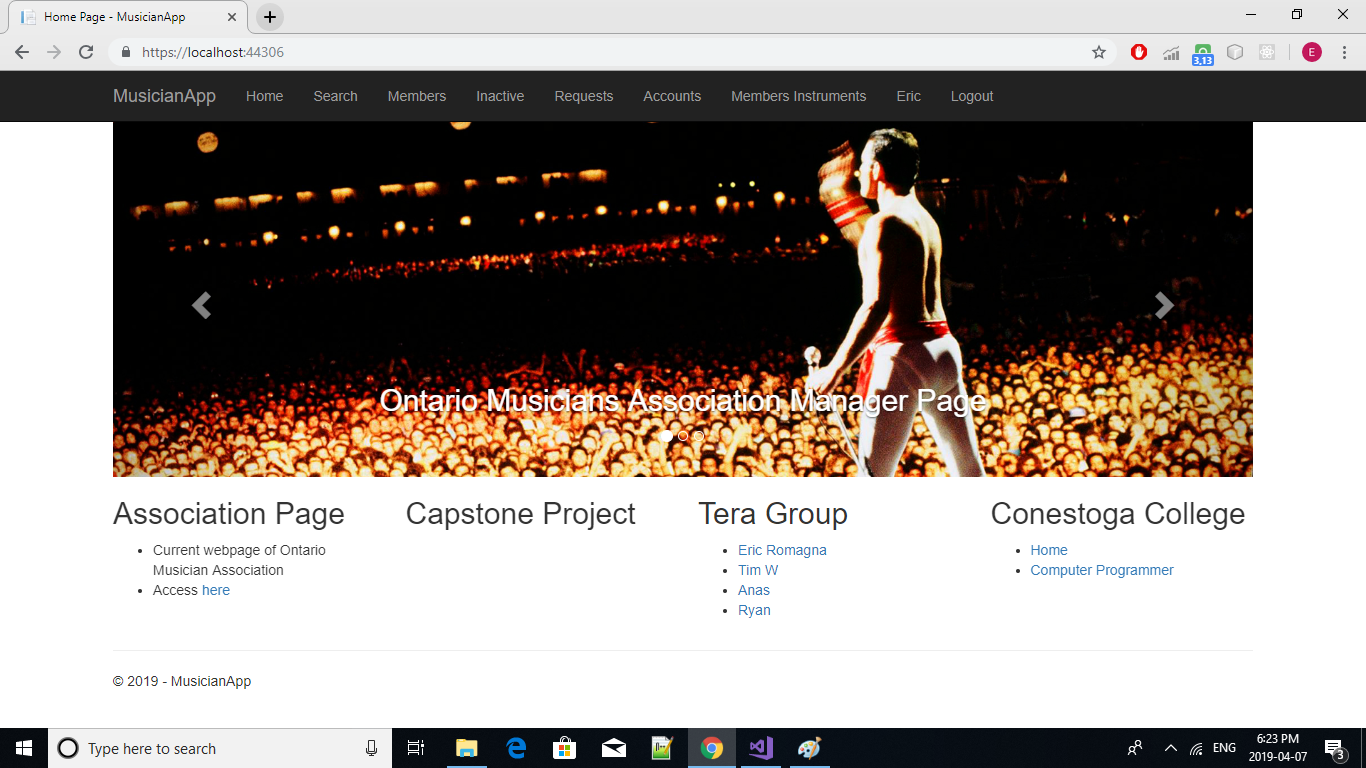 Home Page - MusicianApp
https://localhost:44306
3,13
E
MusicianApp Home Search Members Inactive Requests Accounts Members Instruments Eric Logout
Ontario Musicians Association Manager Page
Association Page
Current webpage of Ontario
Musician Association
Access here
Capstone Project
Tera Group
Eric Romagna
Tim W
Anas
Ryan
Conestoga College
Home
Computer Programmer
© 2019 - MusicianApp
Type here to search
ENG
6:23 PM
2019-04-07
3